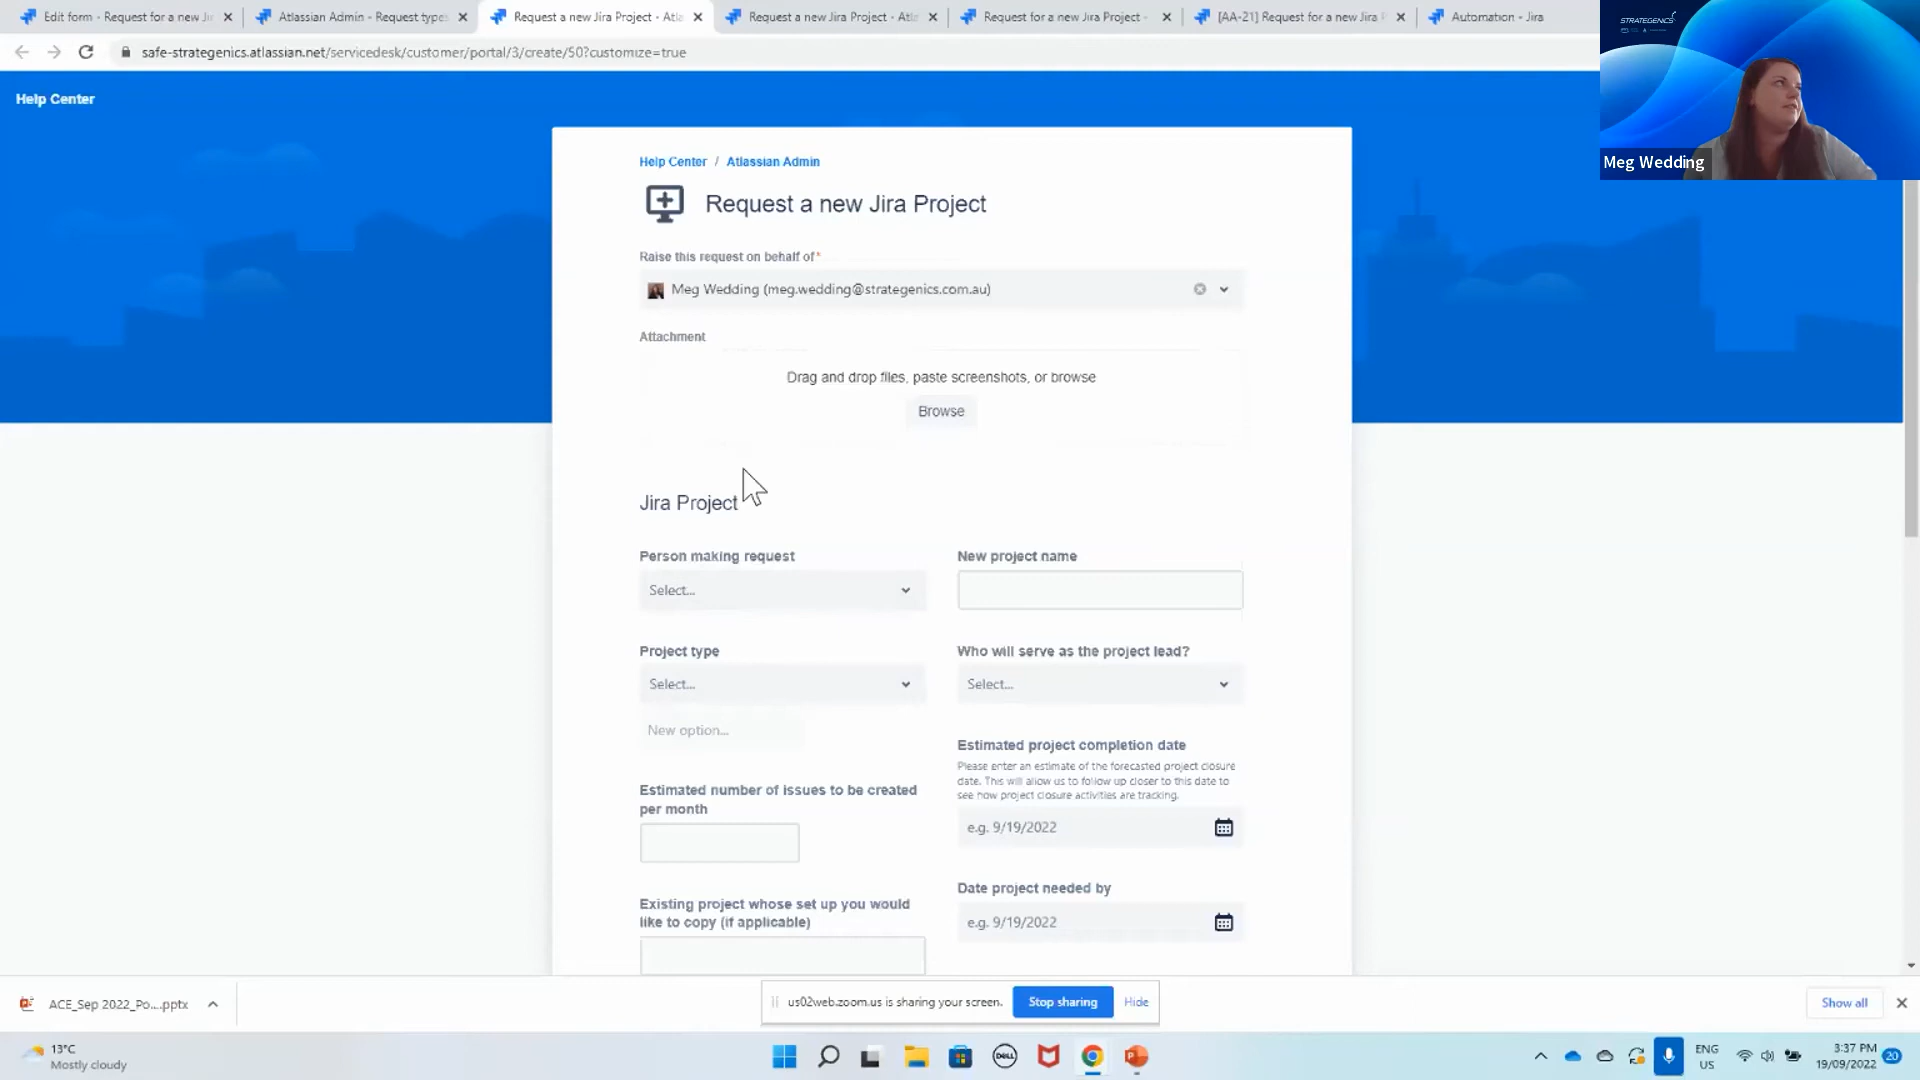 Edit form - Request for a new Jir
Atlassian Admin - Request types
Request a new Jira Project - Atla
Request a new Jira Project - Atla
Request for a new Jira Project -
[AA-21] Request for a new Jira P
Automation - Jira
safe-strategenics.atlassian.net/servicedesk/customer/portal/3/create/50?customize=true
STRATEGENICS
Meg Wedding
Help Center
Help Center / Atlassian Admin
Request a new Jira Project
Raise this request on behalf of*
Meg Wedding (meg.wedding@strategenics.com.au)
Attachment
Drag and drop files, paste screenshots, or browse
Browse
Jira Project
Person making request
New project name
Select...
Project type
Who will serve as the project lead?
Select...
Select...
New option...
Estimated project completion date
Please enter an estimate of the forecasted project closure
date. This will allow us to follow up closer to this date to
see how project closure activities are tracking.
Estimated number of issues to be created
per month
e.g. 9/19/2022
Date project needed by
Existing project whose set up you would
like to copy (if applicable)
e.g. 9/19/2022
ACE_Sep 2022_Po....pptx
us02web.zoom.us is sharing your screen.
Stop sharing
Hide
Show all
13°C
Mostly cloudy
DELL
ENG
US
3:37 PM
19/09/2022
20